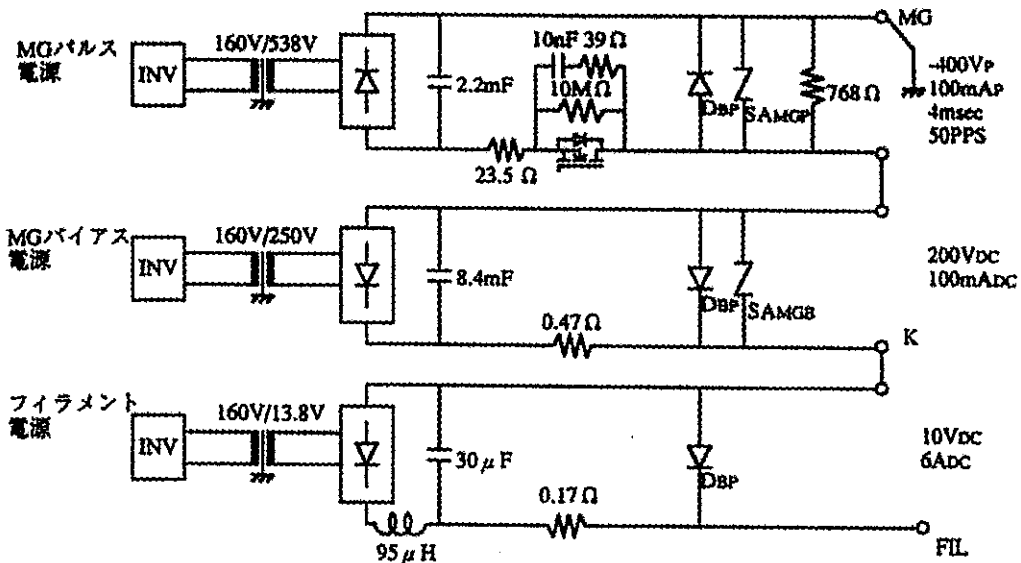 MGパルス
電源
INV
160V/538V
2.2mF
10nF 39Ω
10MΩ
23.5Ω
DBP
SAMGP
768Ω
MG
-400VP
100mAP
4msec
50PPS
MGバイアス
電源
INV
160V/250V
8.4mF
0.47Ω
DBP
SAMGB
200VDC
100mADC
K
フィラメント
電源
INV
160V/13.8V
30μF
95μH
0.17Ω
DBP
10VDC
6ADC
FIL